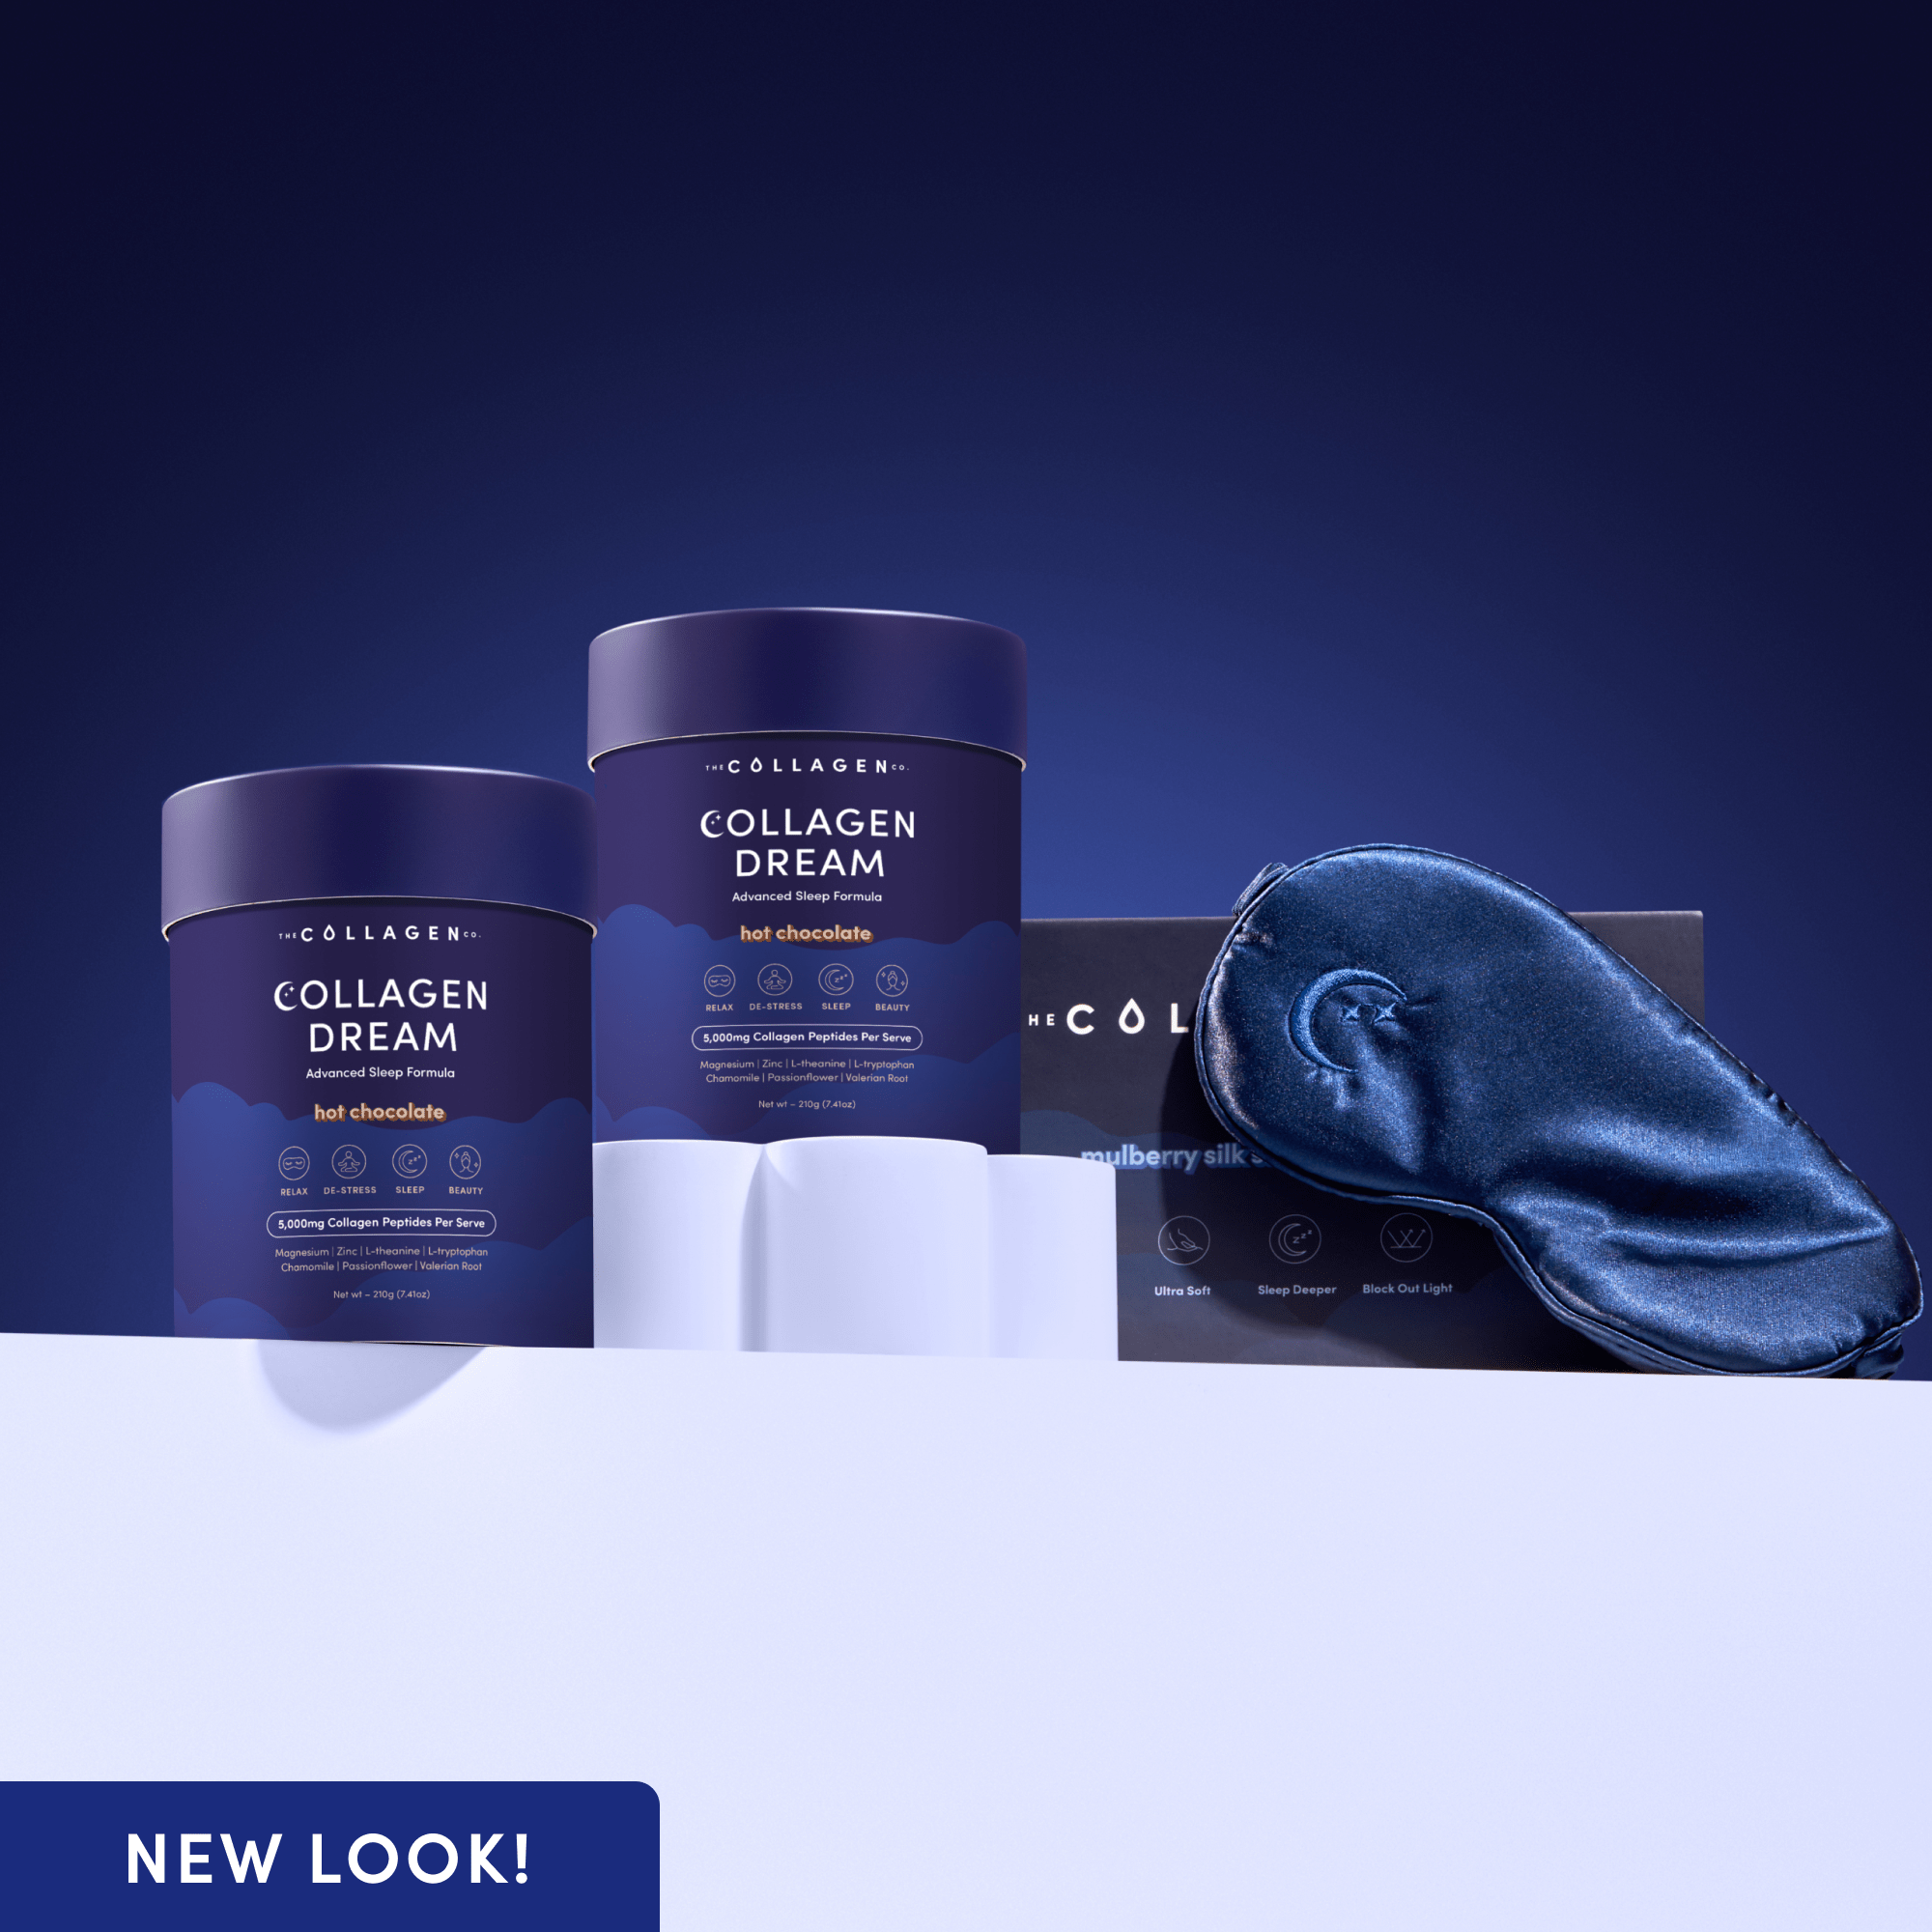 THE COLLAGEN CO.
COLLAGEN
DREAM
Advanced Sleep Formula
hot chocolate
RELAX DE-STRESS SLEEP BEAUTY
5,000mg Collagen Peptides Per Serve
Magnesium | Zinc | L-theanine | L-tryptophan
Chamomile | Passionflower | Valerian Root
Net wt – 210g (7.41oz)
THE COLLAGEN CO.
COLLAGEN
DREAM
Advanced Sleep Formula
hot chocolate
RELAX DE-STRESS SLEEP BEAUTY
5,000mg Collagen Peptides Per Serve
Magnesium | Zinc | L-theanine | L-tryptophan
Chamomile | Passionflower | Valerian Root
Net wt – 210g (7.41oz)
mulberry silk
Ultra Soft Sleep Deeper Block Out Light
NEW LOOK!